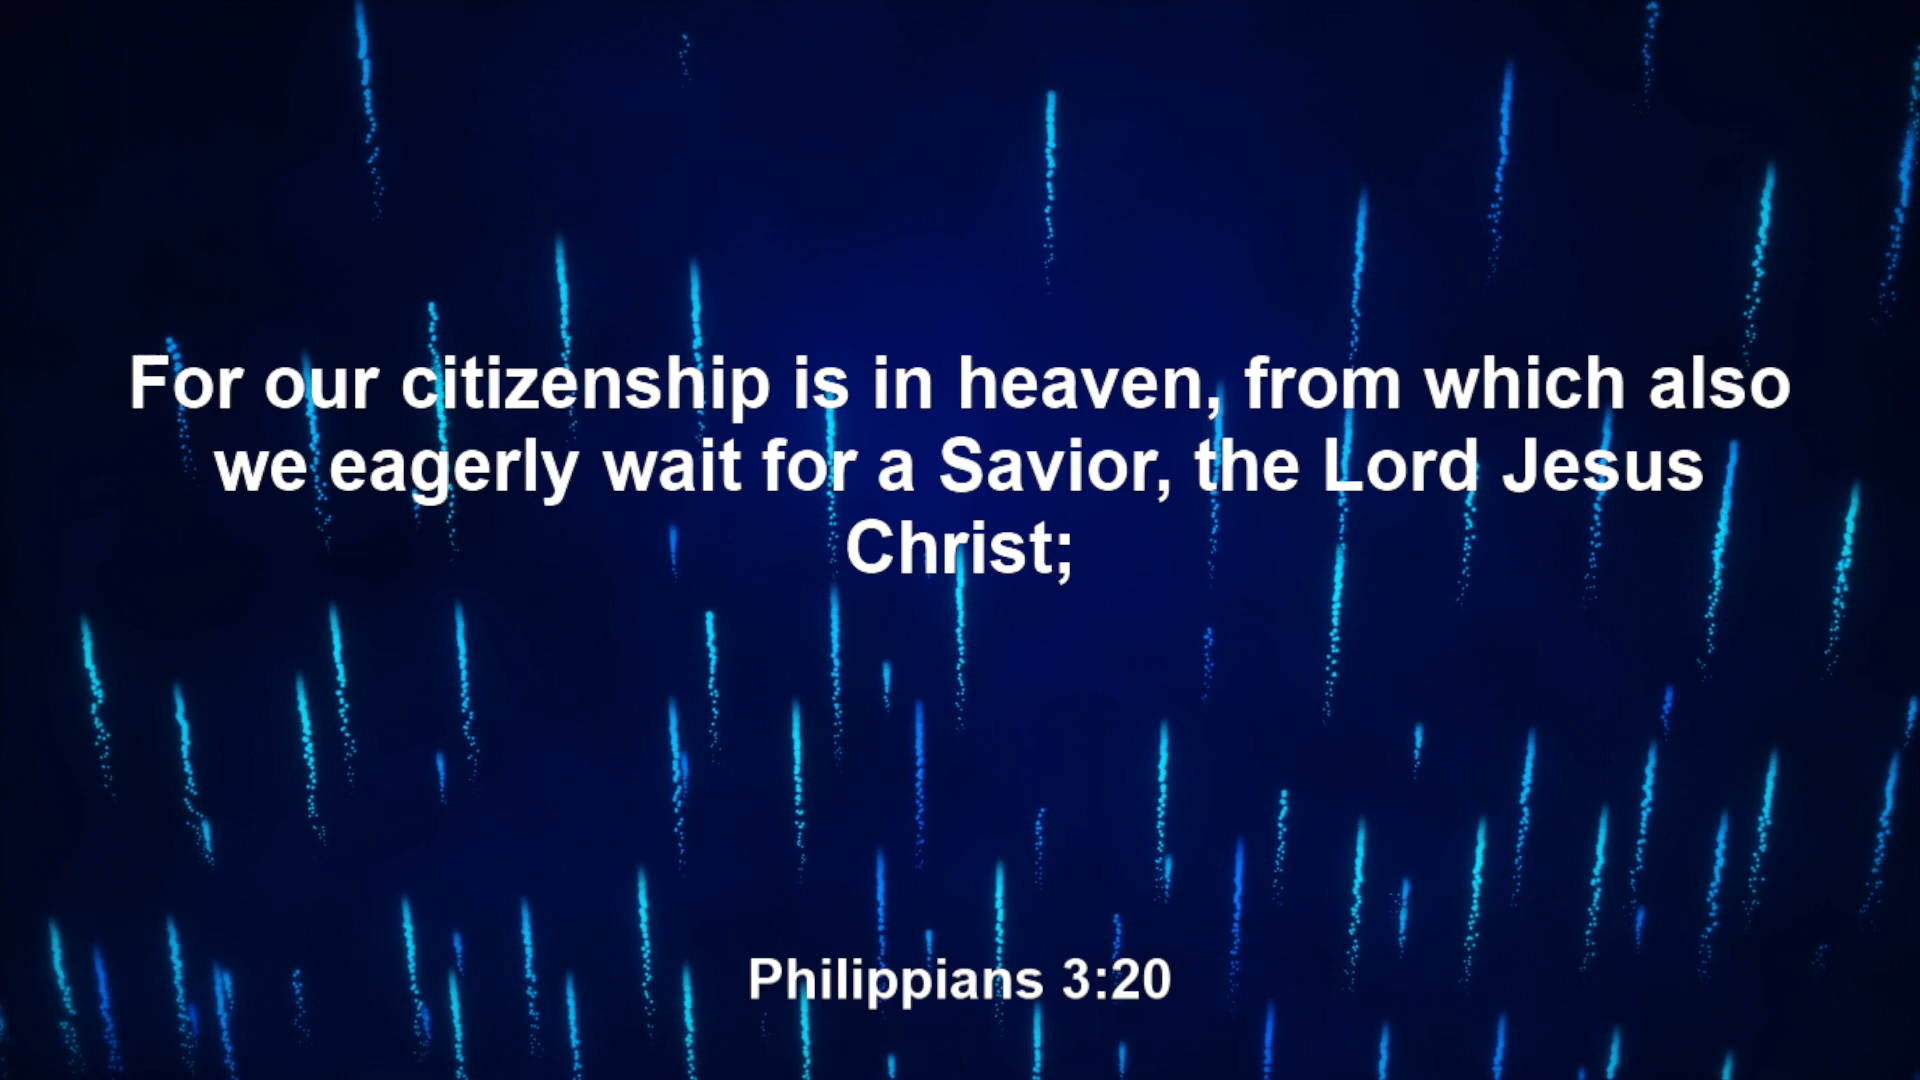 For our citizenship is in heaven, from which also
we eagerly wait for a Savior, the Lord Jesus
Christ;
Philippians 3:20